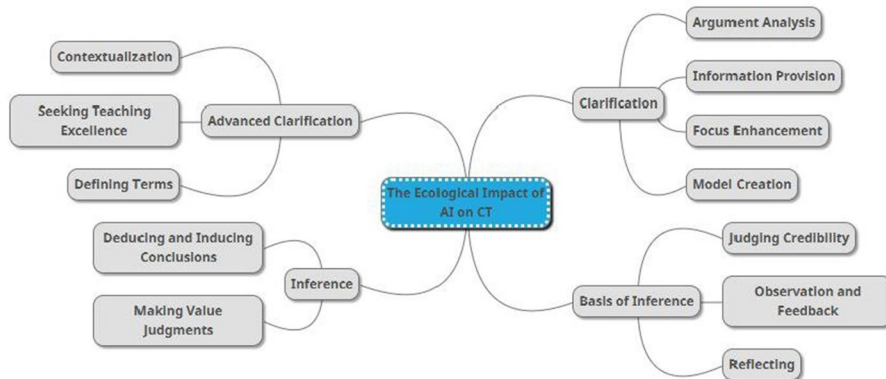 The Ecological Impact of
AI on CT
Clarification
Argument Analysis
Information Provision
Focus Enhancement
Model Creation
Basis of Inference
Judging Credibility
Observation and
Feedback
Reflecting
Advanced Clarification
Contextualization
Seeking Teaching
Excellence
Defining Terms
Inference
Deducing and Inducing
Conclusions
Making Value
Judgments